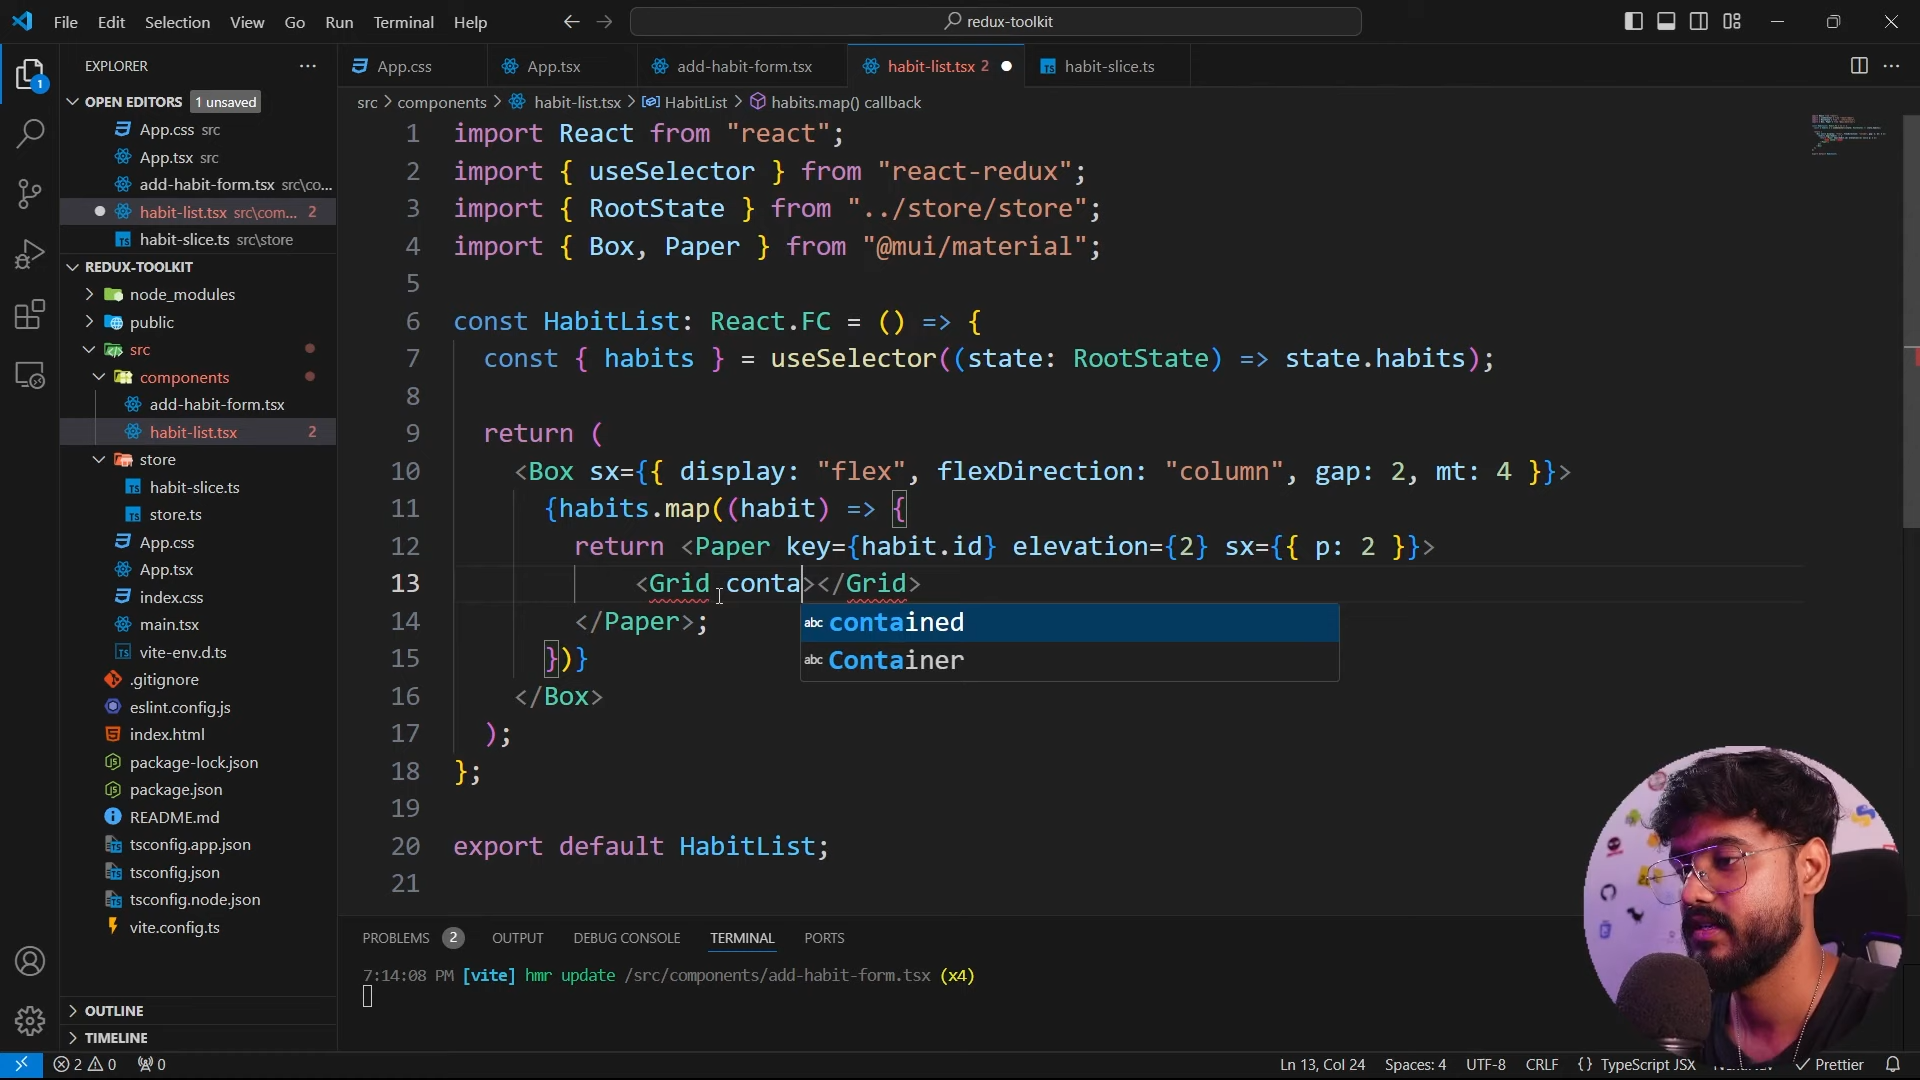 File Edit Selection View Go Run Terminal Help
redux-toolkit
EXPLORER
OPEN EDITORS 1 unsaved
App.css src
App.tsx src
add-habit-form.tsx src\co...
habit-list.tsx src\com... 2
habit-slice.ts src\store
REDUX-TOOLKIT
node_modules
public
src
components
add-habit-form.tsx
habit-list.tsx 2
store
habit-slice.ts
store.ts
App.css
App.tsx
index.css
main.tsx
vite-env.d.ts
.gitignore
eslint.config.js
index.html
package-lock.json
package.json
README.md
tsconfig.app.json
tsconfig.json
tsconfig.node.json
vite.config.ts
OUTLINE
TIMELINE
App.css App.tsx add-habit-form.tsx habit-list.tsx 2 habit-slice.ts
src > components > habit-list.tsx > HabitList > habits.map() callback
1 import React from "react";
2 import { useSelector } from "react-redux";
3 import { RootState } from "../store/store";
4 import { Box, Paper } from "@mui/material";
5
6 const HabitList: React.FC = () => {
7 const { habits } = useSelector((state: RootState) => state.habits);
8
9 return (
10 <Box sx={{ display: "flex", flexDirection: "column", gap: 2, mt: 4 }}>
11 {habits.map((habit) => {
12 return <Paper key={habit.id} elevation={2} sx={{ p: 2 }}>
13 <Grid conta></Grid>
14 </Paper>;
15 })}
16 </Box>
17 );
18 };
19
20 export default HabitList;
21
abc contained
abc Container
PROBLEMS 2 OUTPUT DEBUG CONSOLE TERMINAL PORTS
7:14:08 PM [vite] hmr update /src/components/add-habit-form.tsx (x4)
2 0 0
Ln 13, Col 24 Spaces: 4 UTF-8 CRLF {} TypeScript JSX Prettier